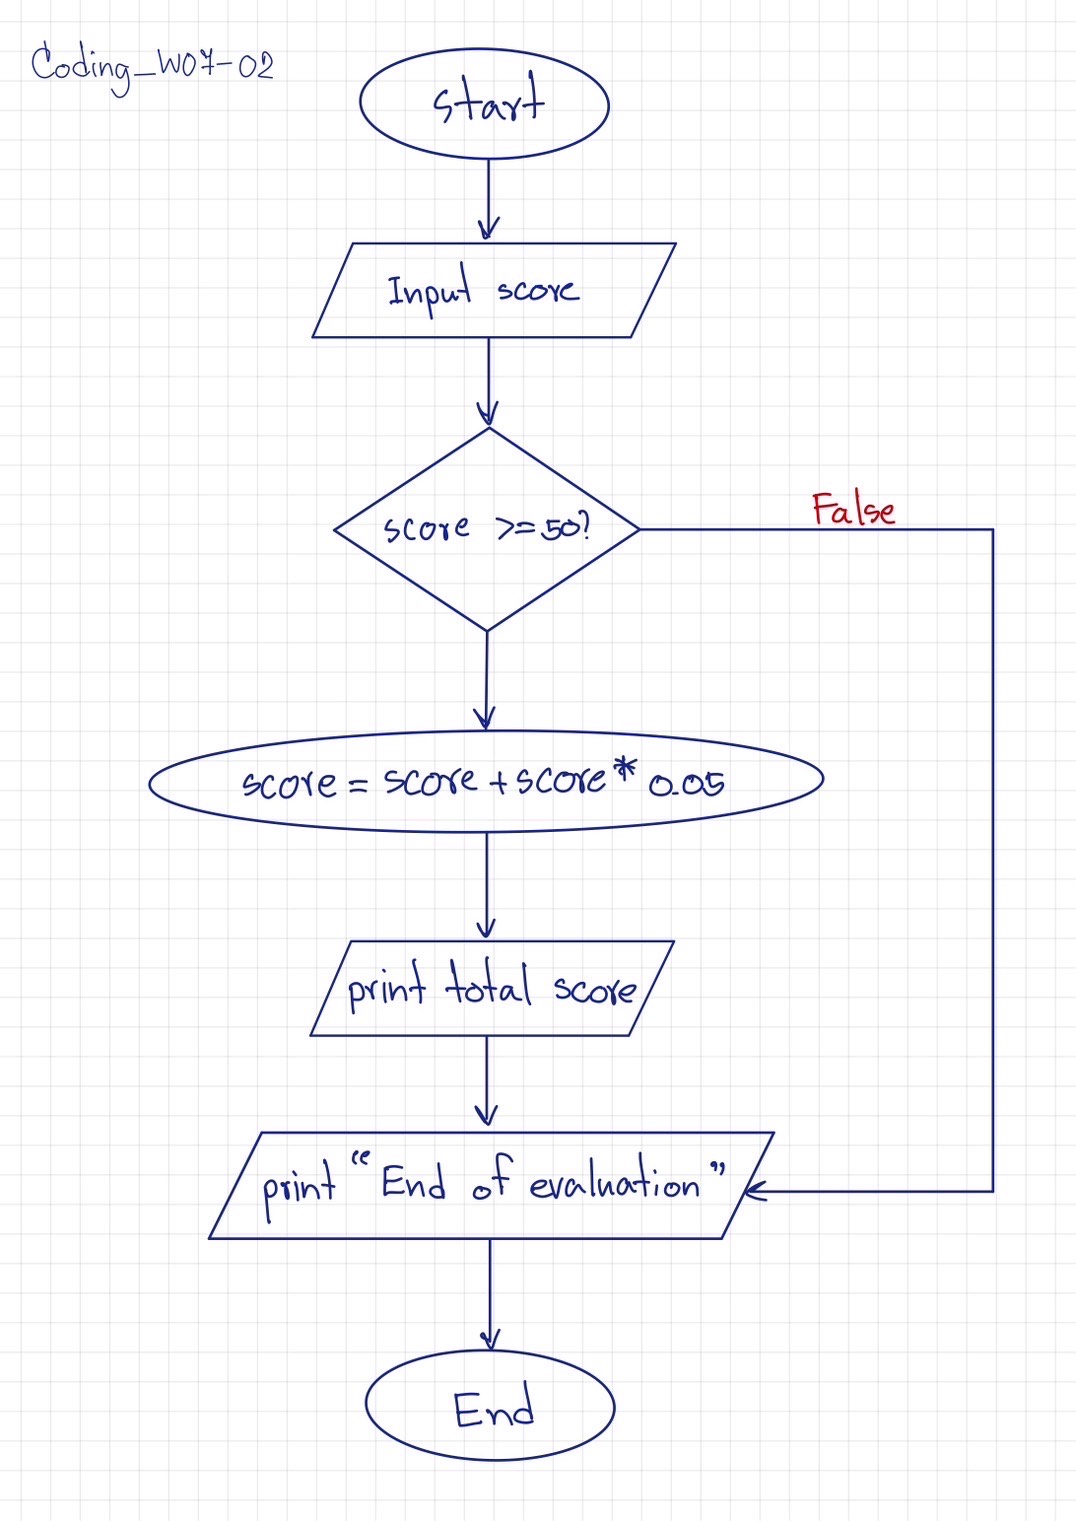 Coding_W07-02
start
Input score
score >=50?
False
score = score + score * 0.05
print total score
print “End of evaluation”
End